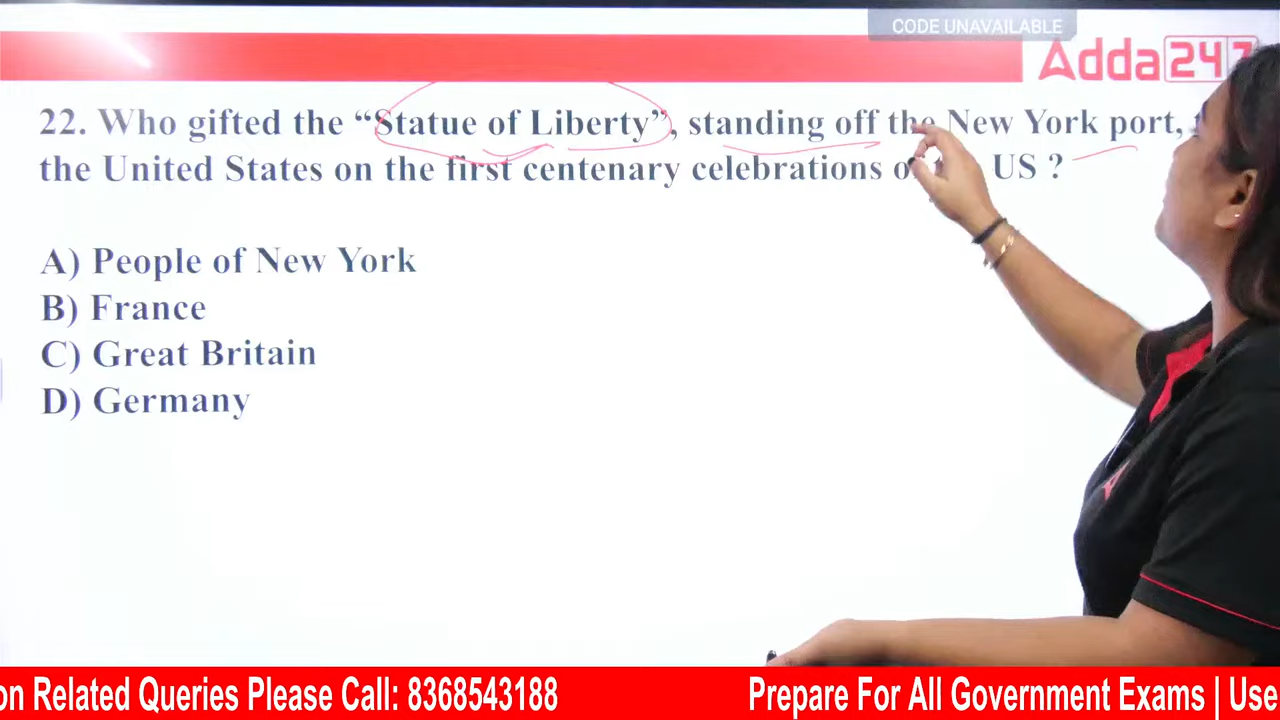 CODE UNAVAILABLE
Adda247
22. Who gifted the “Statue of Liberty”, standing off the New York port,
the United States on the first centenary celebrations US ?
A) People of New York
B) France
C) Great Britain
D) Germany
on Related Queries Please Call: 8368543188
Prepare For All Government Exams | Use